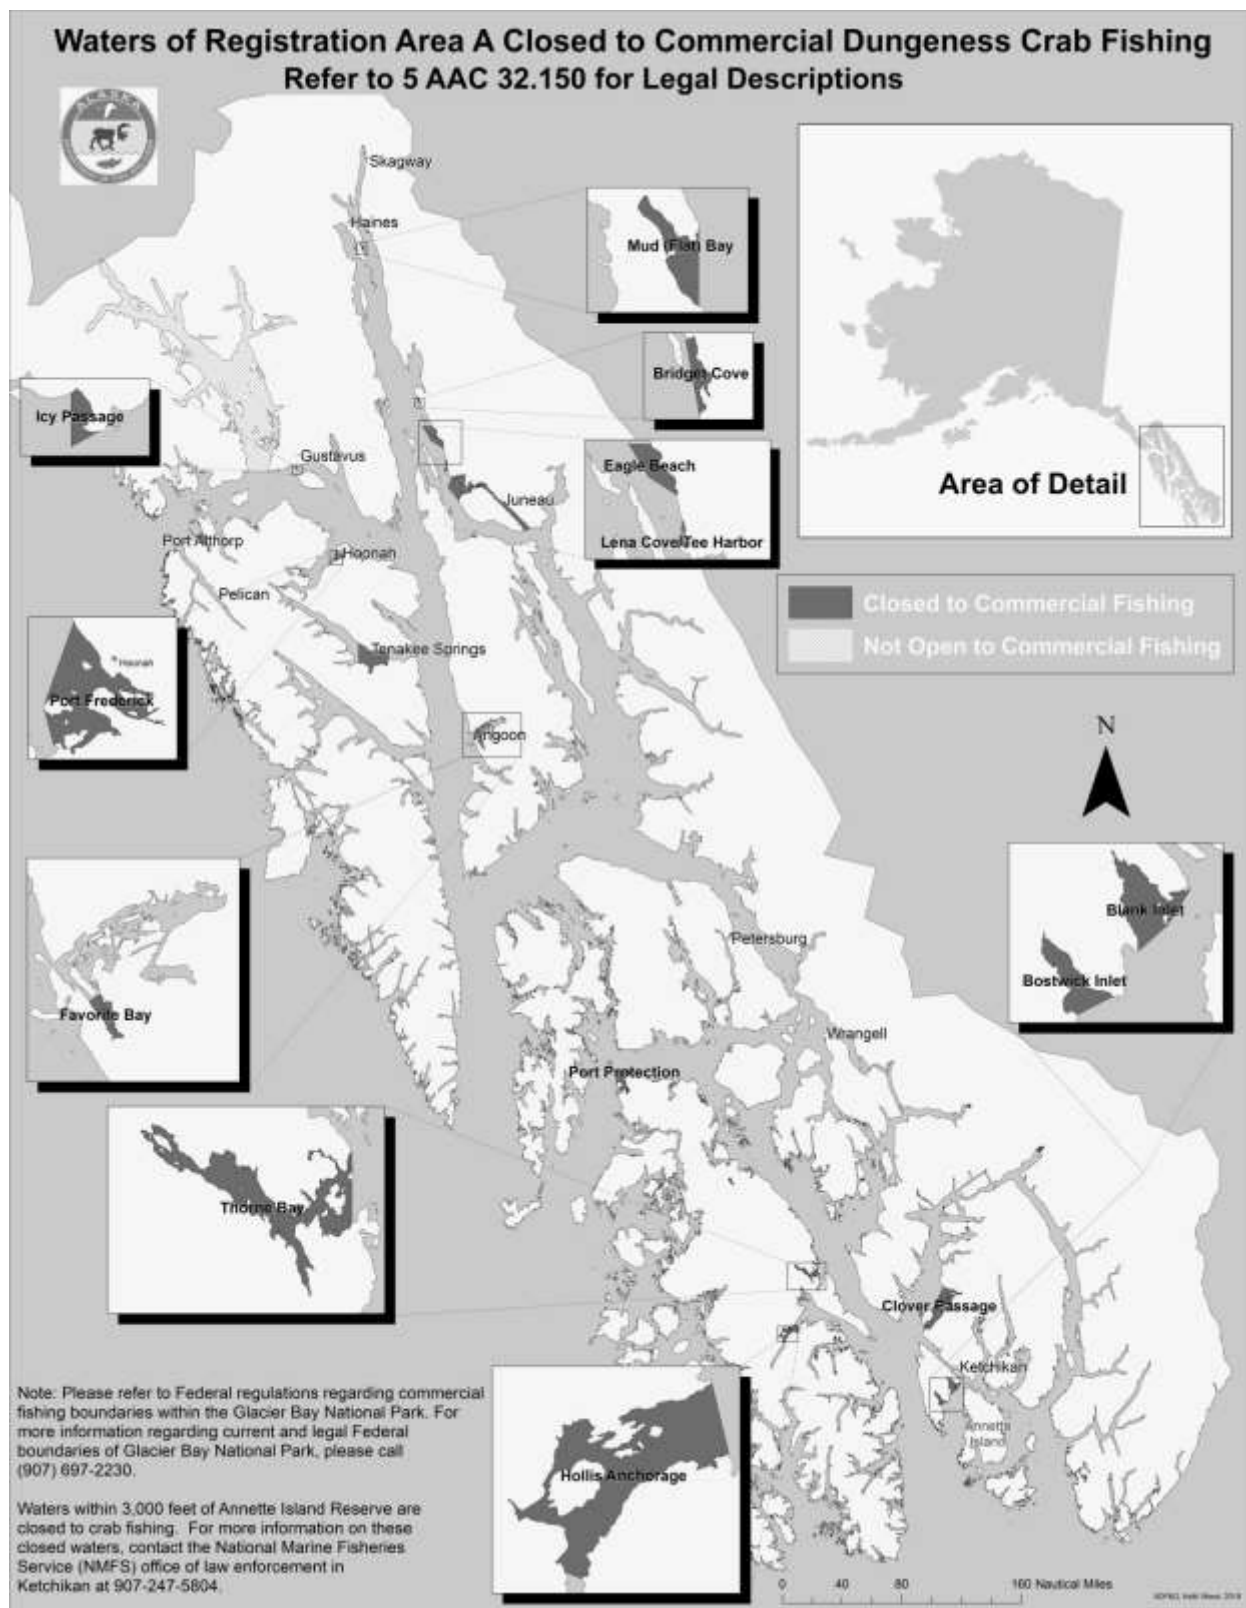 Waters of Registration Area A Closed to Commercial Dungeness Crab Fishing
Refer to 5 AAC 32.150 for Legal Descriptions
ALASKA
Skagway
Haines
Mud (Flat) Bay
Bridget Cove
Icy Passage
Gustavus
Eagle Beach
Juneau
Lena Cove/Tee Harbor
Area of Detail
Port Althorp
Hoonah
Pelican
Closed to Commercial Fishing
Not Open to Commercial Fishing
Tenakee Springs
Hoonah
Port Frederick
Angoon
N
Blank Inlet
Petersburg
Bostwick Inlet
Favorite Bay
Wrangell
Port Protection
Thorne Bay
Clover Passage
Ketchikan
Annette
Island
Hollis Anchorage
Note: Please refer to Federal regulations regarding commercial
fishing boundaries within the Glacier Bay National Park. For
more information regarding current and legal Federal
boundaries of Glacier Bay National Park, please call
(907) 697-2230.
Waters within 3,000 feet of Annette Island Reserve are
closed to crab fishing. For more information on these
closed waters, contact the National Marine Fisheries
Service (NMFS) office of law enforcement in
Ketchikan at 907-247-5804.
0 40 80 160 Nautical Miles